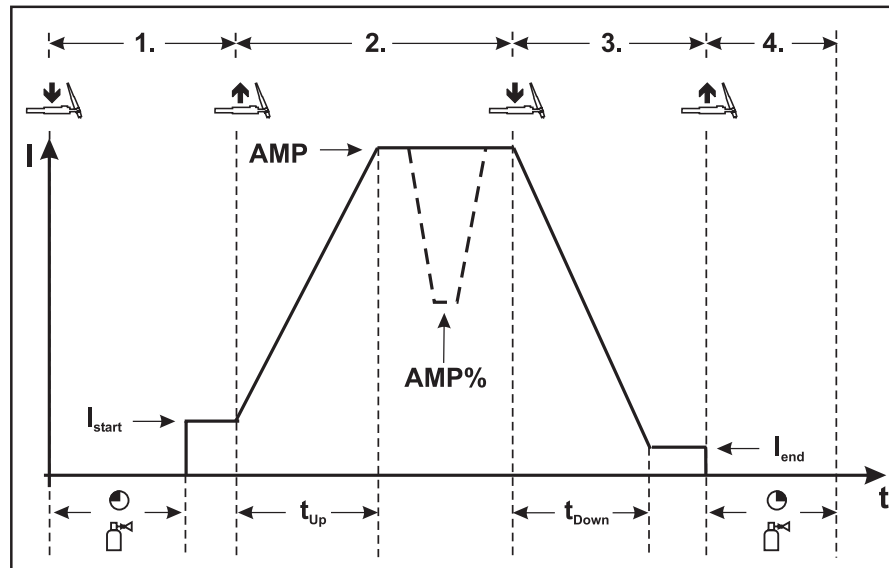 1. 2. 3. 4.
I
AMP
AMP%
Istart
Iend
t
tUp
tDown